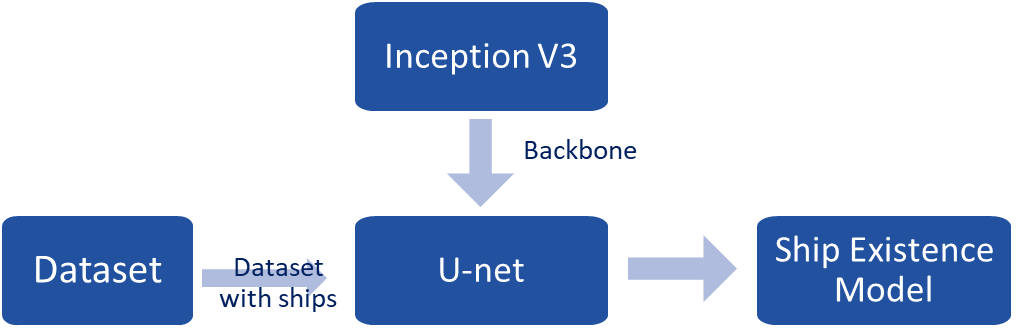 Inception V3
Backbone
Dataset
Dataset
with ships
U-net
Ship Existence
Model